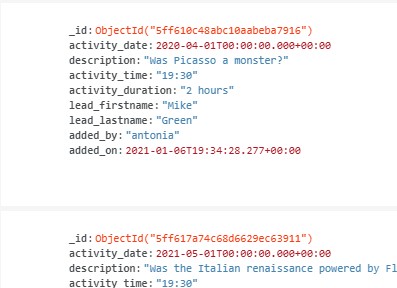 _id: ObjectId("5ff610c48abc10aabeba7916")
activity_date: 2020-04-01T00:00:00.000+00:00
description: "Was Picasso a monster?"
activity_time: "19:30"
activity_duration: "2 hours"
lead_firstname: "Mike"
lead_lastname: "Green"
added_by: "antonia"
added_on: 2021-01-06T19:34:28.277+00:00
_id: ObjectId("5ff617a74c68d6629ec63911")
activity_date: 2021-05-01T00:00:00.000+00:00
description: "Was the Italian renaissance powered by Fl
activity_time: "19:30"